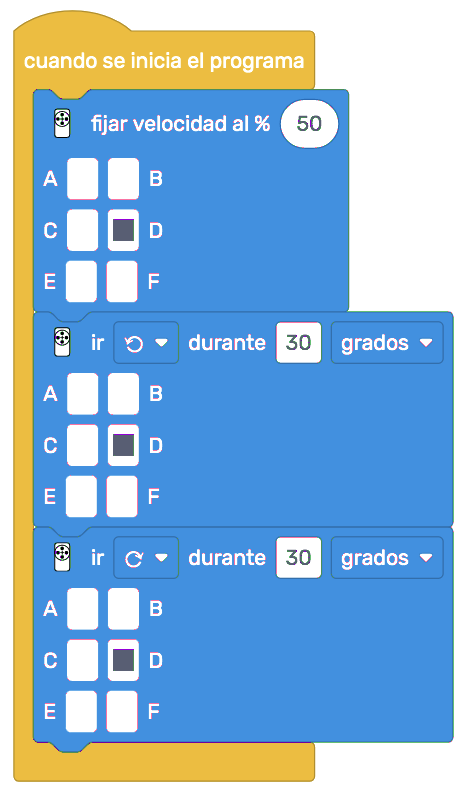 cuando se inicia el programa
fijar velocidad al % 50
A B
C D
E F
ir durante 30 grados
A B
C D
E F
ir durante 30 grados
A B
C D
E F